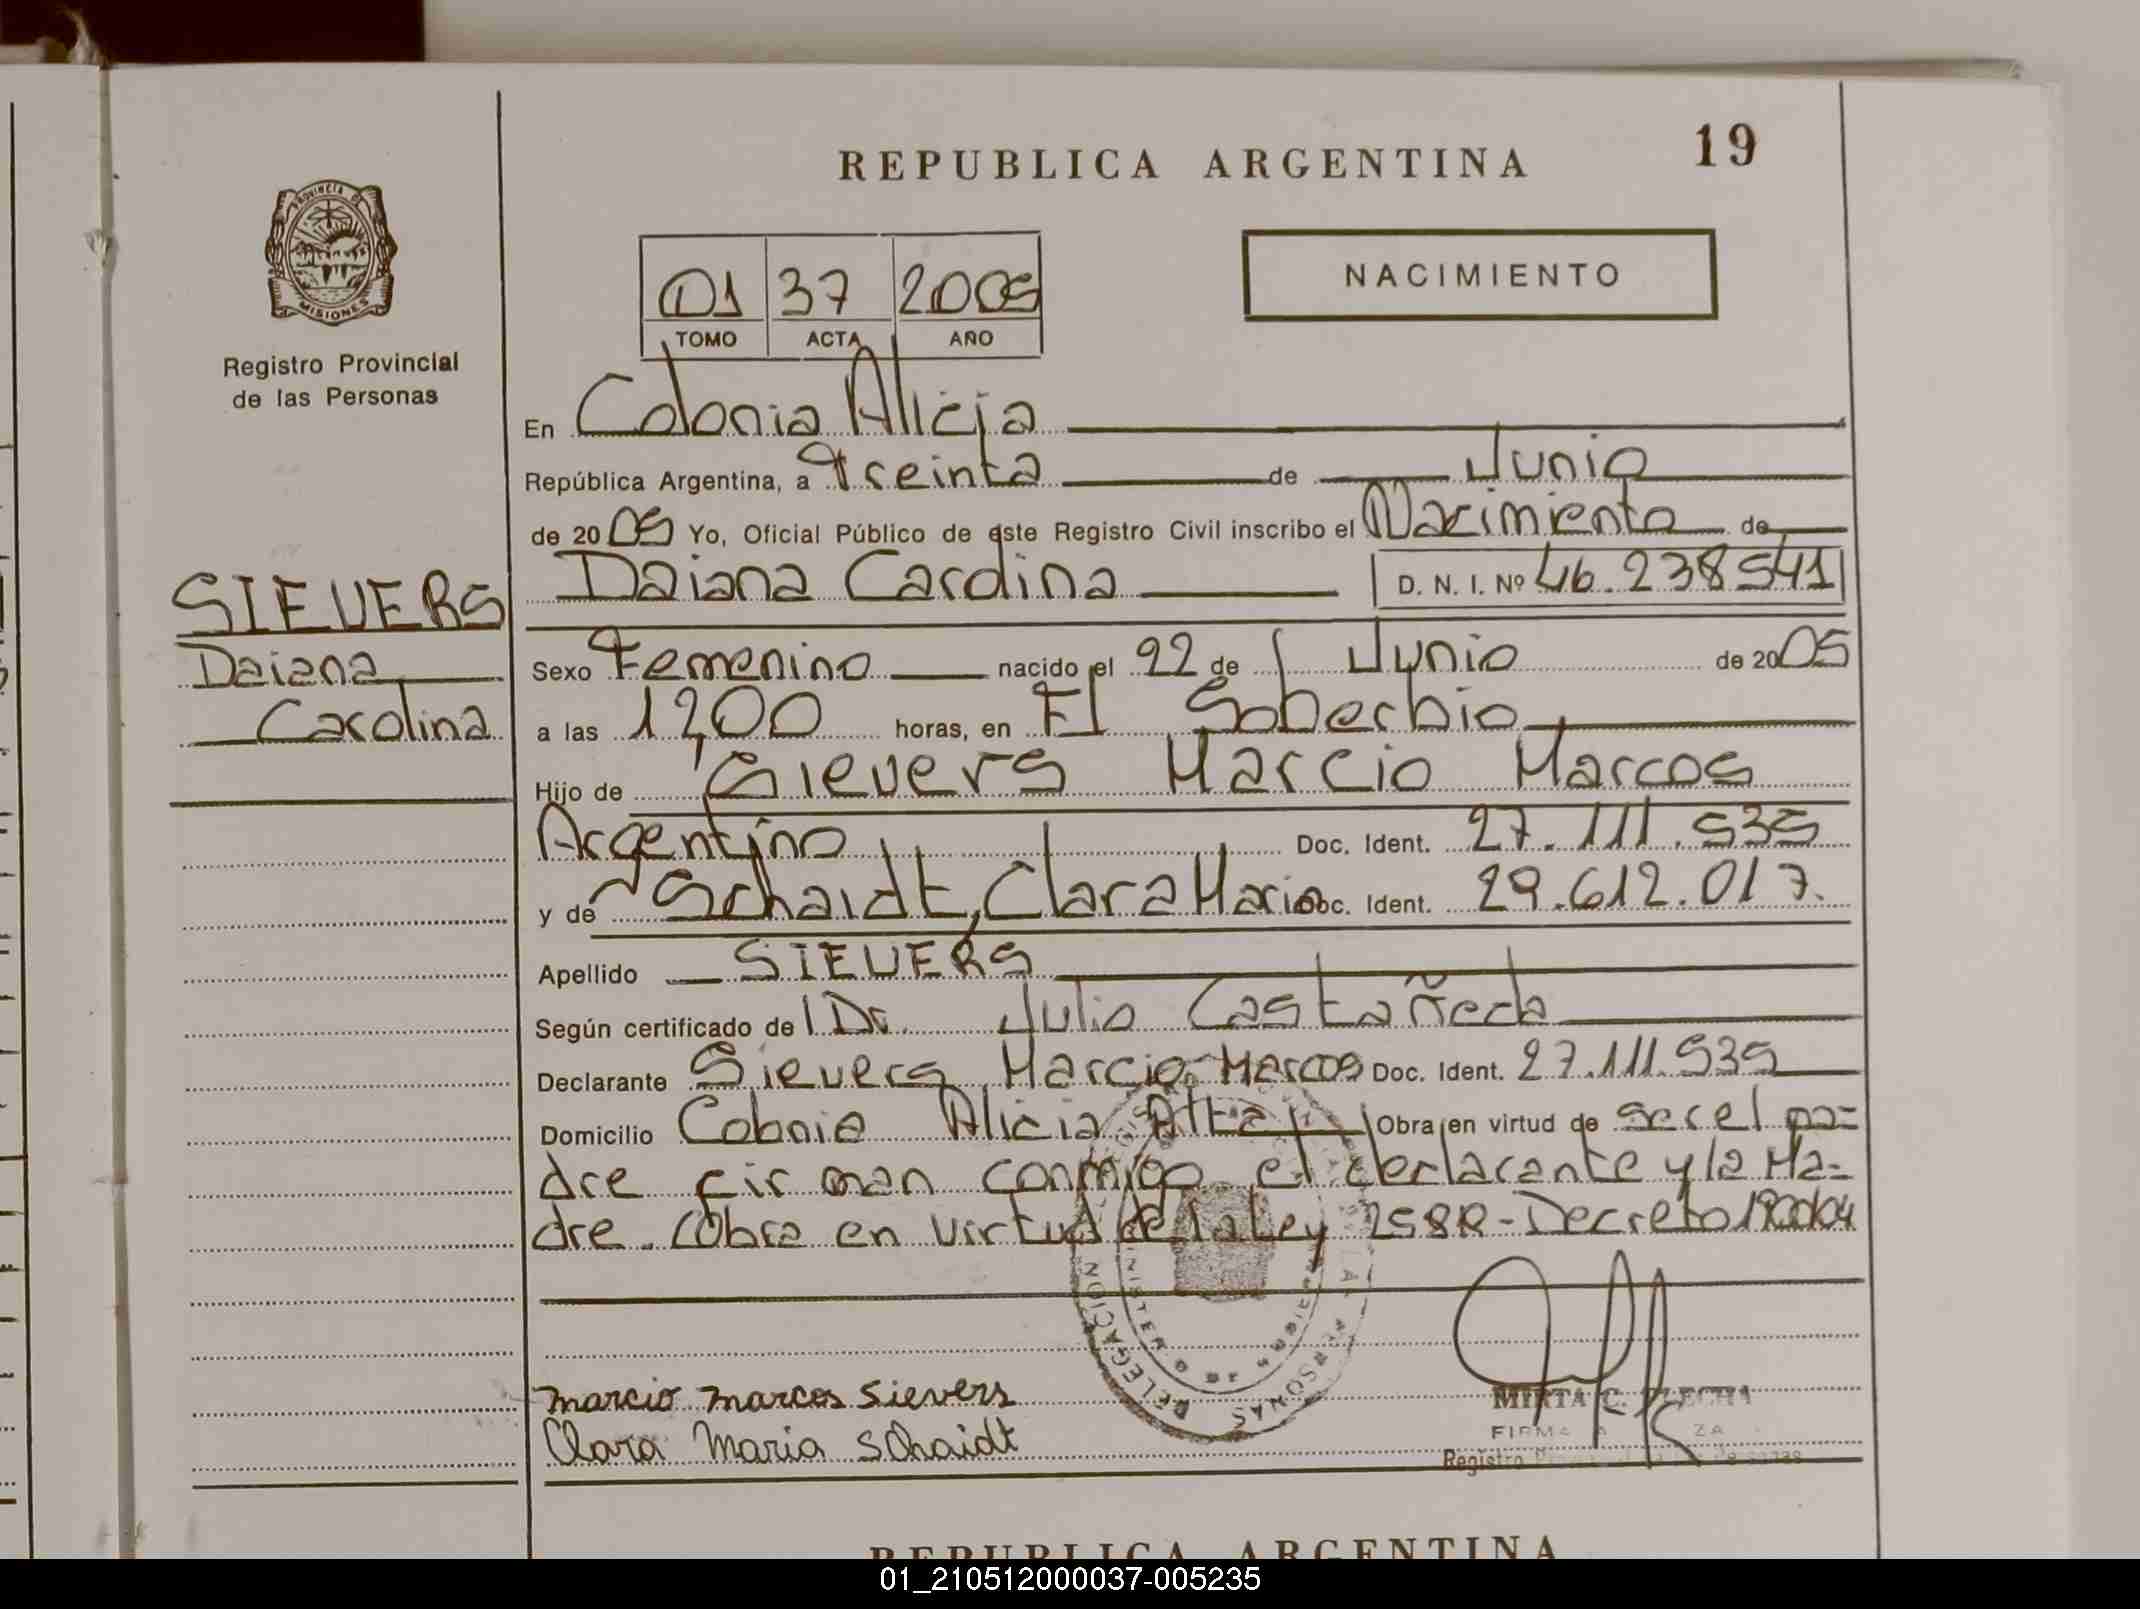 REPUBLICA ARGENTINA
19
PROVINCIA DE
MISIONES
Registro Provincial
de las Personas
01 37 2005
TOMO ACTA AÑO
NACIMIENTO
En Colonia Alicia
República Argentina, a Treinta de Junio
de 2005 Yo, Oficial Público de este Registro Civil inscribo el Nacimiento de
SIEVERS
Daiana
Carolina
Daiana Carolina D. N. I. Nº 46.238541
Sexo Femenino nacido el 22 de Junio de 2005
a las 1200 horas, en El Soberbio
Hijo de Sievers Marcio Marcos
Argentino Doc. Ident. 27.111.535
y de Schaidt, Clara Maria Doc. Ident. 29.612.017.
Apellido SIEVERS
Según certificado de Dr. Julio Castañeda
Declarante Sievers, Marcio Marcos Doc. Ident. 27.111.535
Domicilio Colonia Alicia Alta Obra en virtud de ser el pa=
dre firman conmigo el declarante y la Ma=
dre. Obra en virtud de la Ley Decreto
DELEGACION PERSONAS
Marcio marcos Sievers
Clara Maria Schaidt
MIRTA C.
FIRMA
Registro
REPUBLICA ARGENTINA
01_210512000037-005235